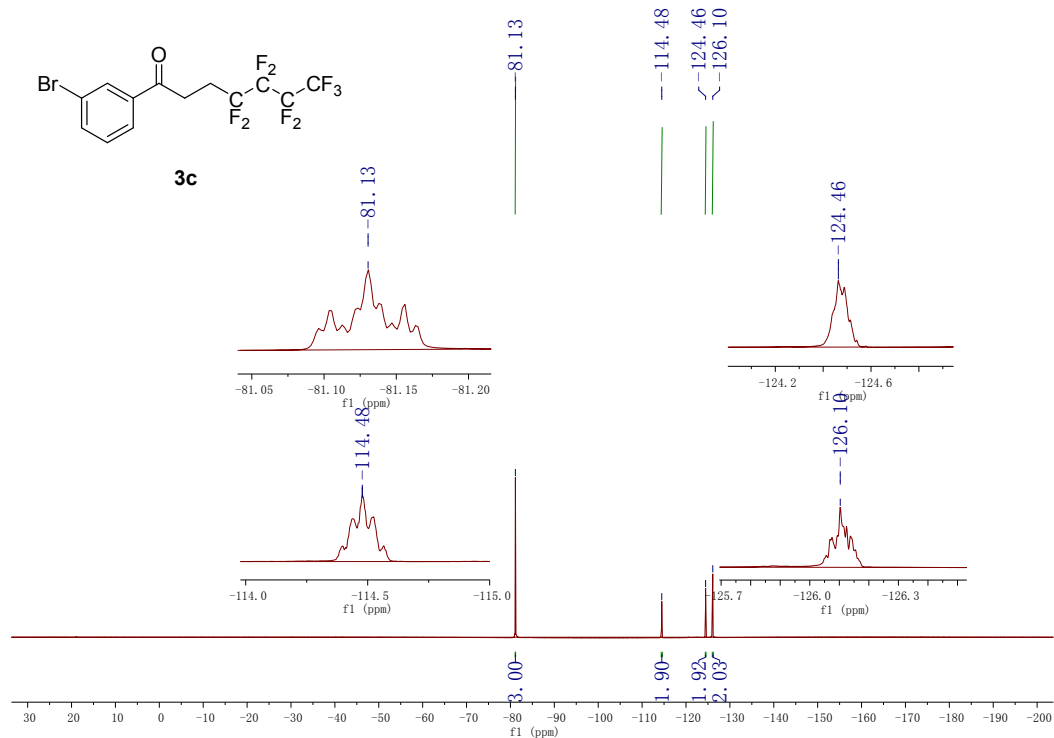 O
Br
F2
C
CF3
C
C
F2
C
F2
F2
3c
81.13
-114.48
-124.46
-126.10
-81.13
-81.05 -81.10 -81.15 -81.20
f1 (ppm)
-124.46
-124.2 -124.6
f1 (ppm)
-114.48
-114.0 -114.5 -115.0
f1 (ppm)
-126.10
-125.7 -126.0 -126.3
f1 (ppm)
3.00
1.90
1.92
2.03
30 20 10 0 -10 -20 -30 -40 -50 -60 -70 -80 -90 -100 -110 -120 -130 -140 -150 -160 -170 -180 -190 -200
f1 (ppm)